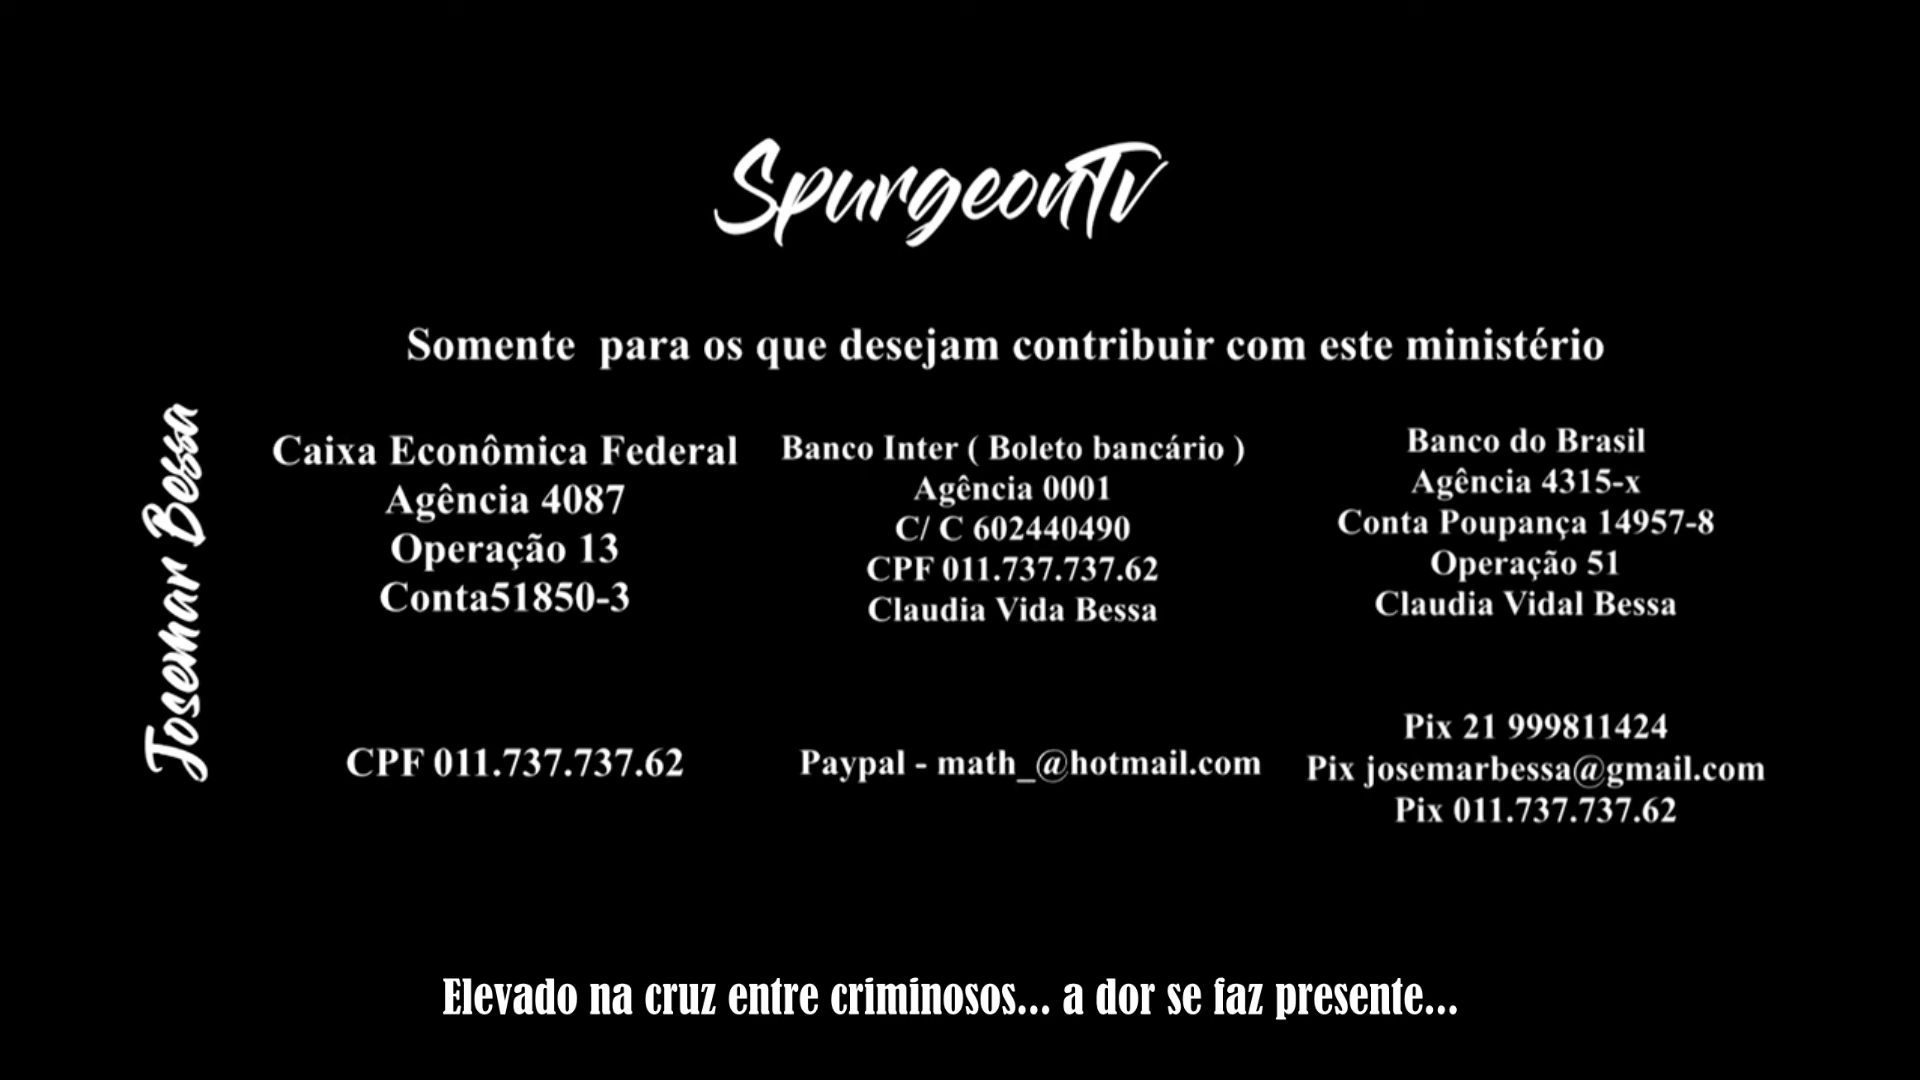 SpurgeonTv
Somente para os que desejam contribuir com este ministério
Josemar Bessa
Caixa Econômica Federal
Agência 4087
Operação 13
Conta51850-3
CPF 011.737.737.62
Banco Inter ( Boleto bancário )
Agência 0001
C/ C 602440490
CPF 011.737.737.62
Claudia Vida Bessa
Paypal - math_@hotmail.com
Banco do Brasil
Agência 4315-x
Conta Poupança 14957-8
Operação 51
Claudia Vidal Bessa
Pix 21 999811424
Pix josemarbessa@gmail.com
Pix 011.737.737.62
Elevado na cruz entre criminosos... a dor se faz presente...